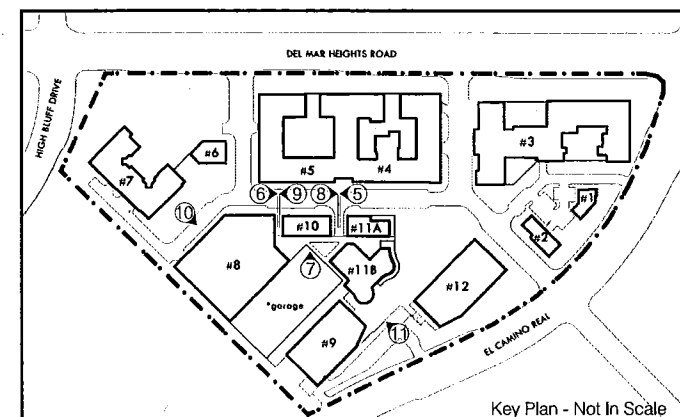 DEL MAR HEIGHTS ROAD
HIGH BLUFF DRIVE
#3
#6
#5
#4
#7
#1
6 9 8 5
10
#10
#11A
#2
#8
7
#11B
#12
*garage
11
#9
EL CAMINO REAL
Key Plan - Not In Scale